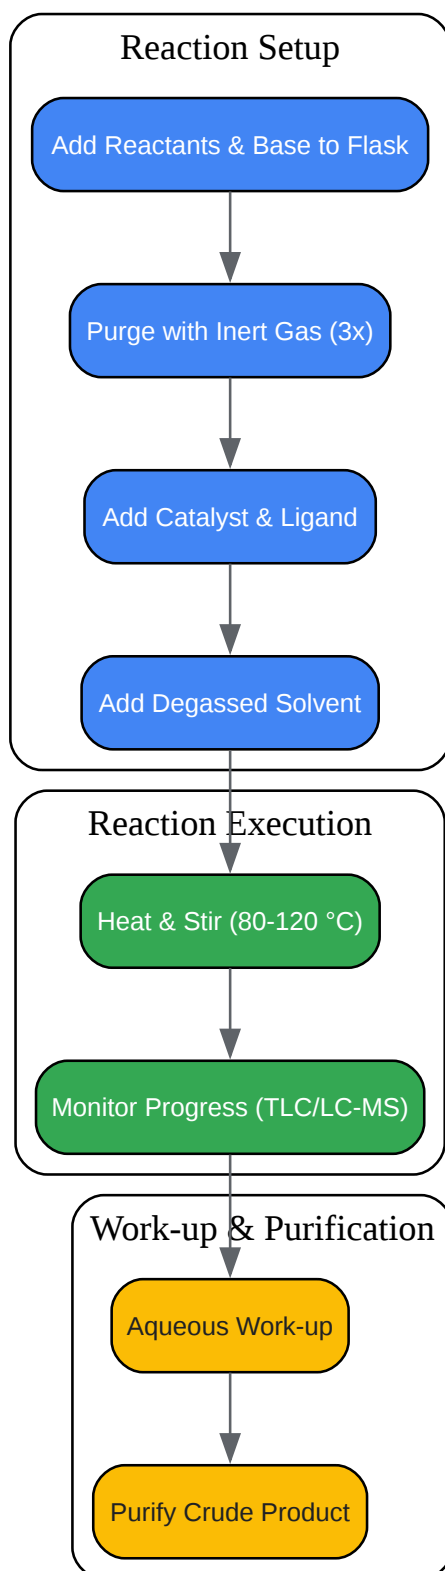 Reaction Setup
Add Reactants & Base to Flask
Purge with Inert Gas (3x)
Add Catalyst & Ligand
Add Degassed Solvent
Reaction Execution
Heat & Stir (80-120 °C)
Monitor Progress (TLC/LC-MS)
Work-up & Purification
Aqueous Work-up
Purify Crude Product